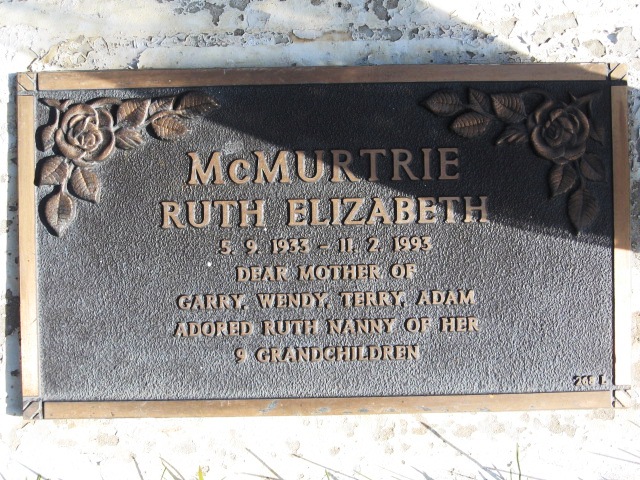 McMURTRIE
RUTH ELIZABETH
5. 9. 1933 - 11. 2. 1993
DEAR MOTHER OF
GARRY, WENDY, TERRY, ADAM
ADORED RUTH NANNY OF HER
9 GRANDCHILDREN